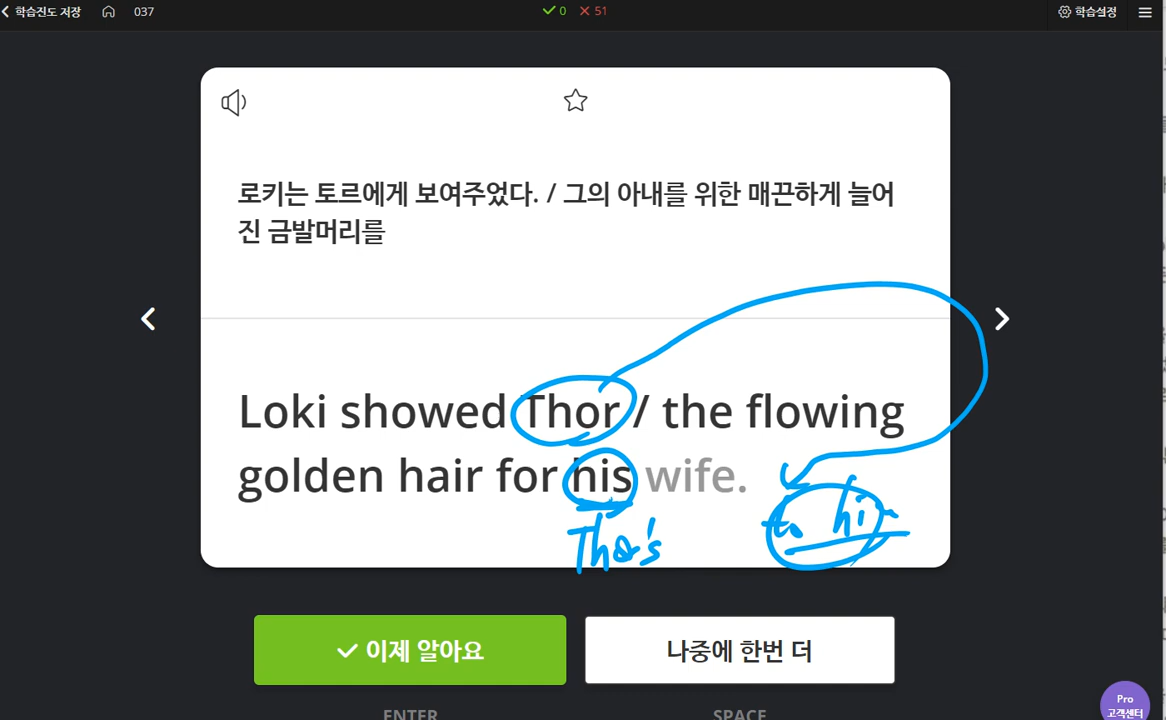 학습진도 저장 037 0 51 학습설정
로키는 토르에게 보여주었다. / 그의 아내를 위한 매끈하게 늘어
진 금발머리를
Loki showed Thor / the flowing
golden hair for his wife.
to
Thor's
이제 알아요 나중에 한번 더
ENTER SPACE
Pro
고객센터